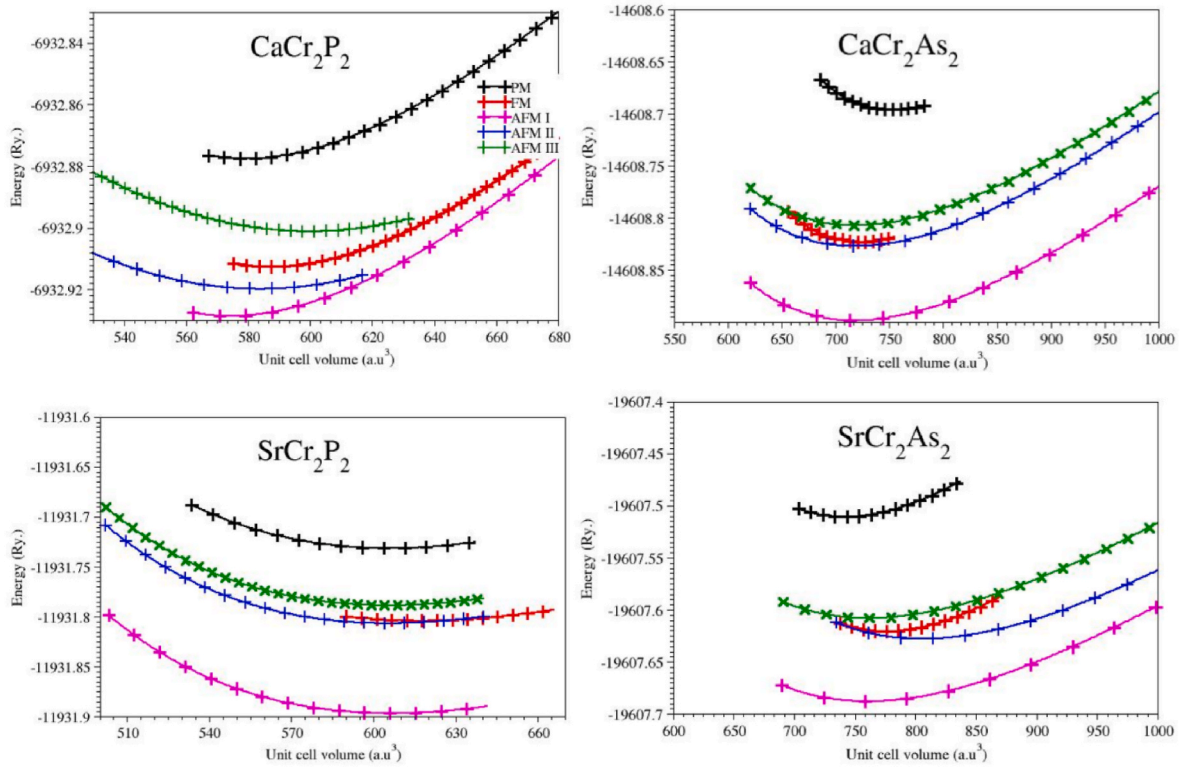 CaCr2P2
-6932.84
-6932.86
-6932.88
-6932.9
-6932.92
Energy (Ry.)
PM
FM
AFM I
AFM II
AFM III
540 560 580 600 620 640 660 680
Unit cell volume (a.u3)
CaCr2As2
-14608.6
-14608.65
-14608.7
-14608.75
-14608.8
-14608.85
Energy (Ry.)
550 600 650 700 750 800 850 900 950 1000
Unit cell volume (a.u3)
SrCr2P2
-11931.6
-11931.65
-11931.7
-11931.75
-11931.8
-11931.85
-11931.9
Energy (Ry.)
510 540 570 600 630 660
Unit cell volume (a.u3)
SrCr2As2
-19607.4
-19607.5
-19607.55
-19607.6
-19607.65
-19607.7
Energy (Ry.)
600 650 700 750 800 850 900 950 1000
Unit cell volume (a.u3)